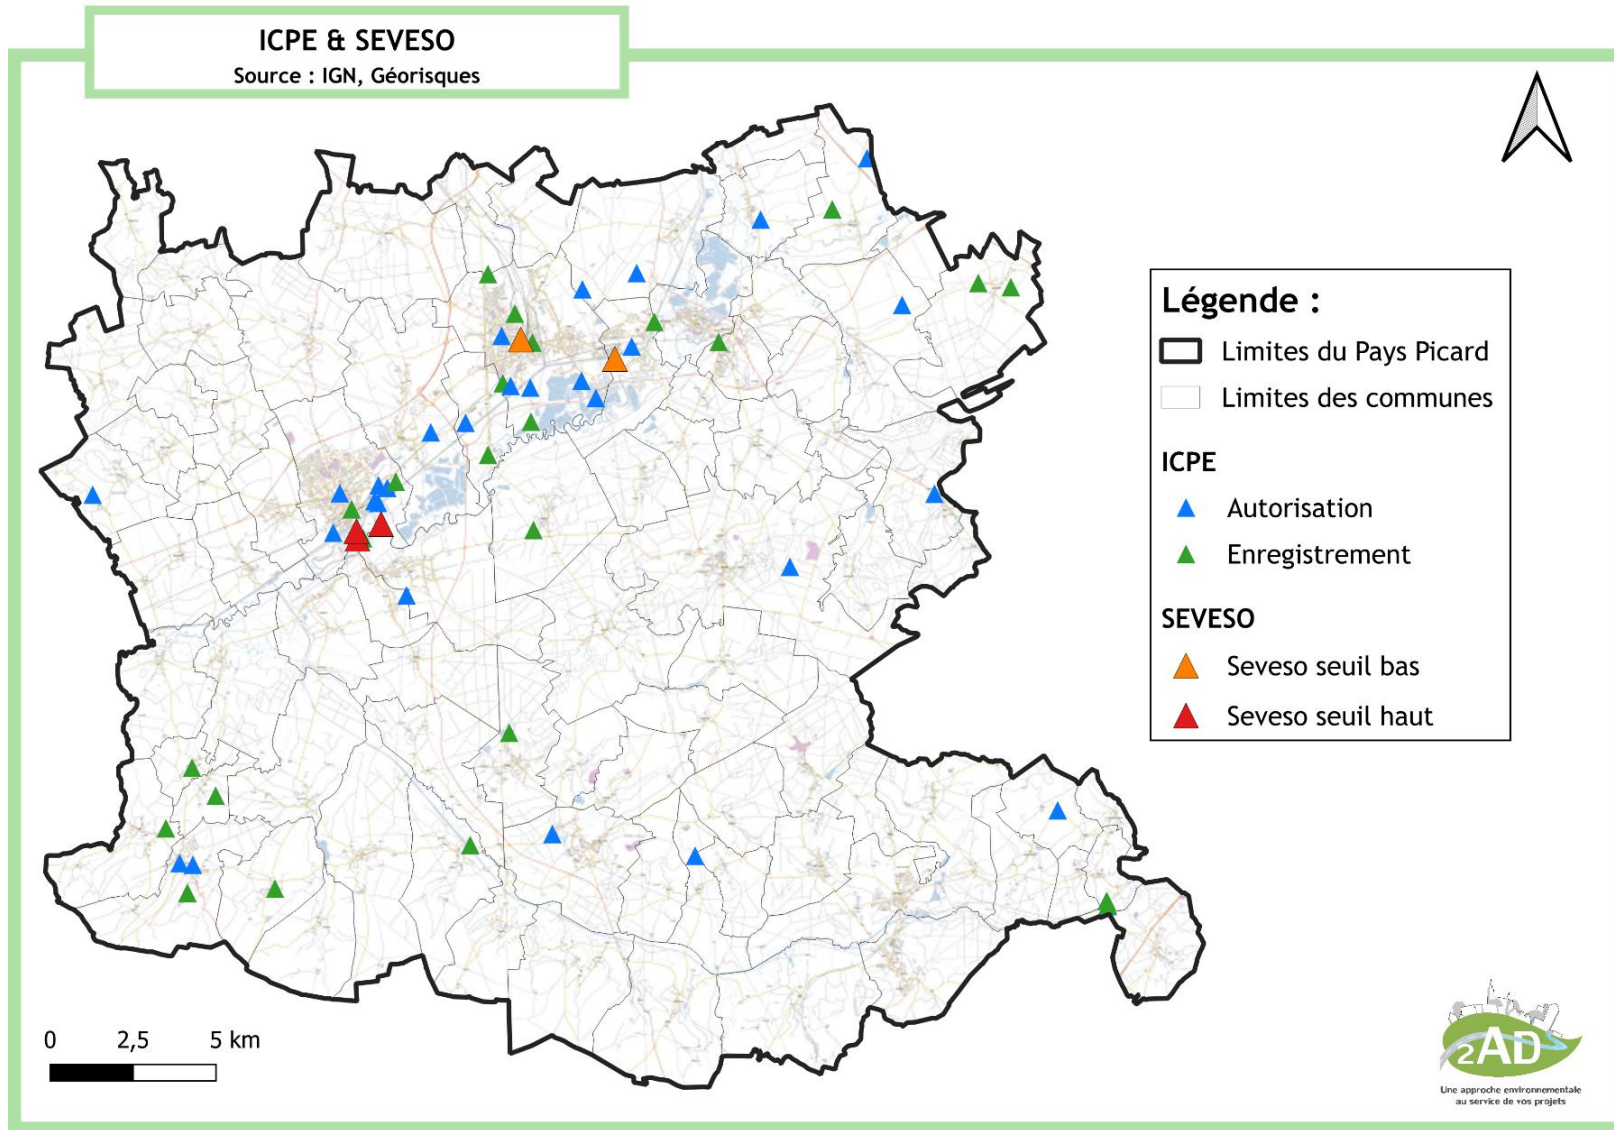 ICPE & SEVESO
Source : IGN, Géorisques
Légende :
Limites du Pays Picard
Limites des communes
ICPE
Autorisation
Enregistrement
SEVESO
Seveso seuil bas
Seveso seuil haut
0 2,5 5 km
2AD
Une approche environnementale
au service de vos projets